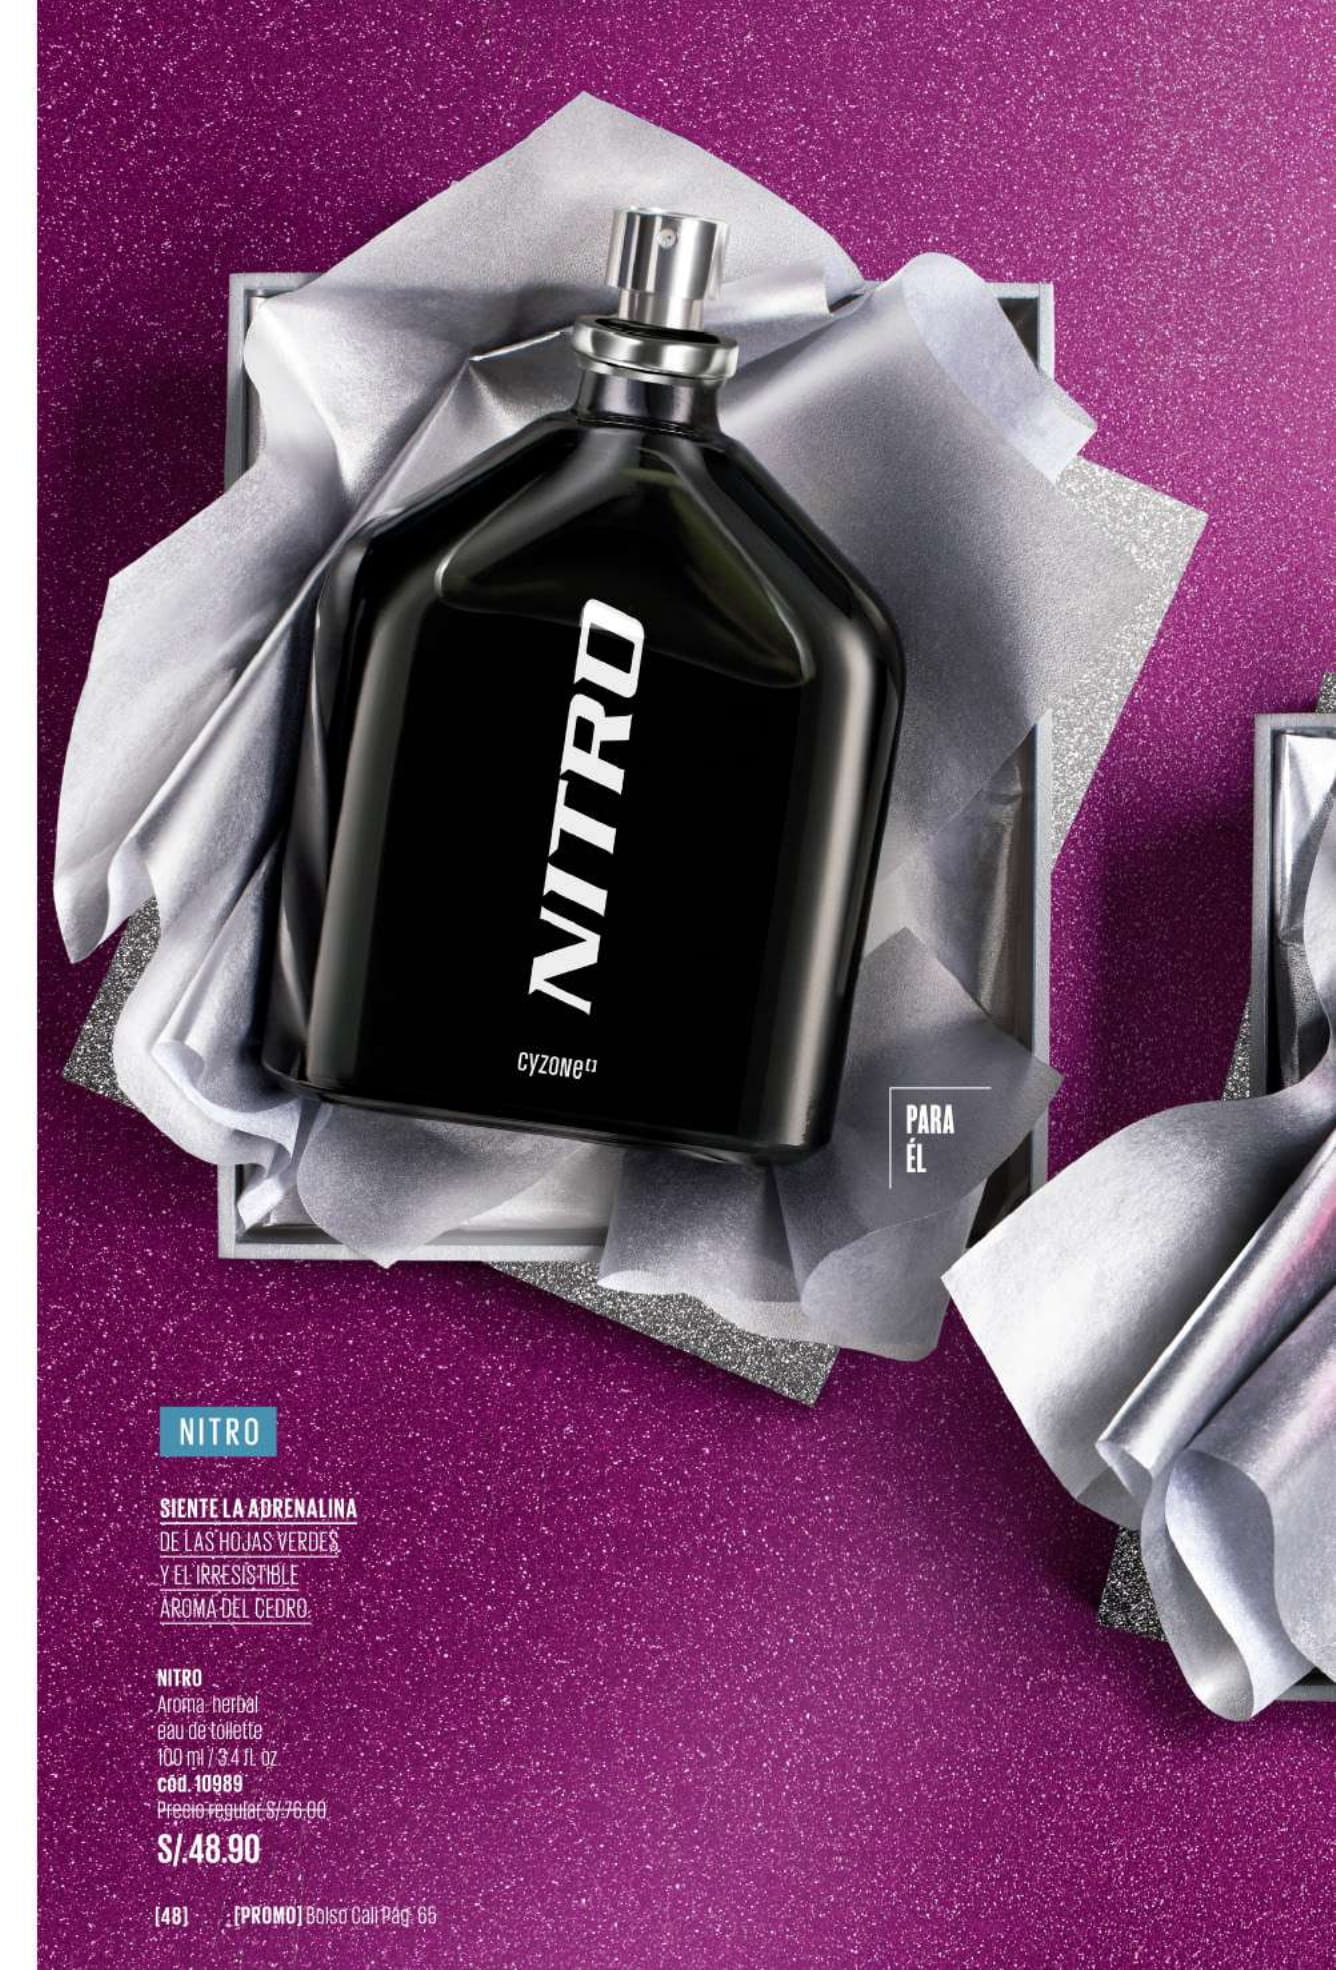 NITRO
cyzone[]
PARA
ÉL
NITRO
SIENTE LA ADRENALINA
DE LAS HOJAS VERDES
Y EL IRRESISTIBLE
AROMA DEL CEDRO.
NITRO
Aroma: herbal
eau de toilette
100 ml / 3.4 fl. oz.
cód. 10989
Precio regular S/.76.00
S/.48.90
[48] [PROMO] Bolso Cali Pág. 65